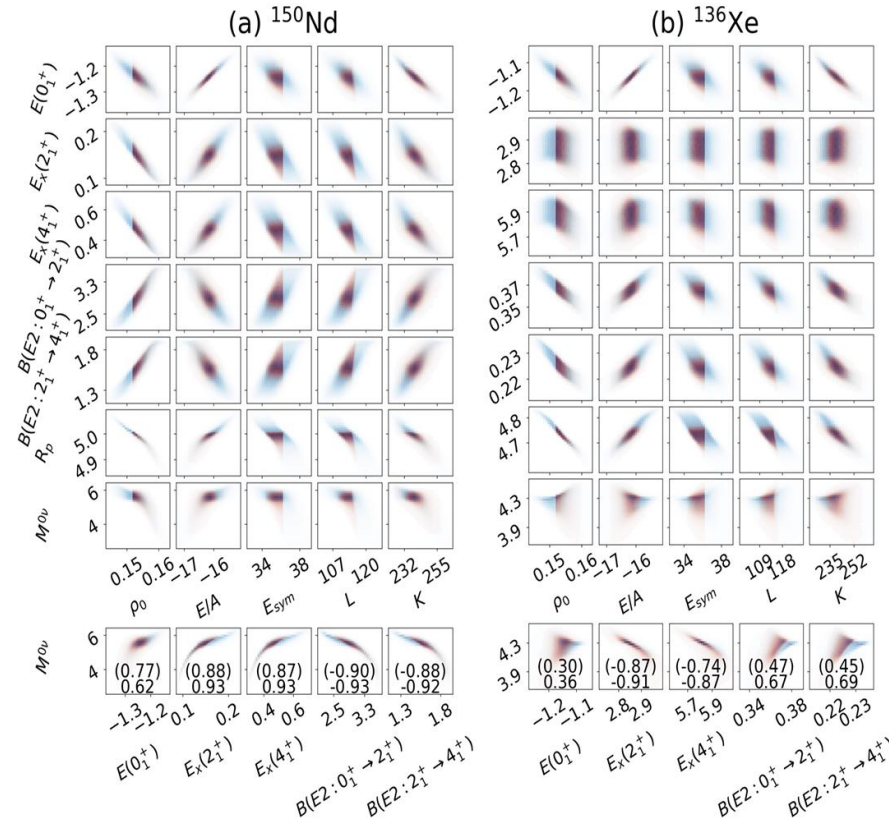 (a) ¹⁵⁰Nd (b) ¹³⁶Xe
E(0₁⁺) −1.2 −1.3 −1.1 −1.2
Eₓ(2₁⁺) 0.2 0.1 2.9 2.8
Eₓ(4₁⁺) 0.6 0.4 5.9 5.7
B(E2: 0₁⁺ → 2₁⁺) 3.3 2.5 0.37 0.35
B(E2: 2₁⁺ → 4₁⁺) 1.8 1.3 0.23 0.22
Rₚ 5.0 4.9 4.8 4.7
M⁰ᵛ 6 4 4.3 3.9
0.15 0.16 −17 −16 34 38 107 120 232 255 0.15 0.16 −17 −16 34 38 109 118 235 252
ρ₀ E/A E_sym L K ρ₀ E/A E_sym L K
M⁰ᵛ 6 4 4.3 3.9
(0.77) (0.88) (0.87) (-0.90) (-0.88) (0.30) (-0.87) (-0.74) (0.47) (0.45)
0.62 0.93 0.93 -0.93 -0.92 0.36 -0.91 -0.87 0.67 0.69
−1.3 −1.2 0.1 0.2 0.4 0.6 2.5 3.3 1.3 1.8 −1.2 −1.1 2.8 2.9 5.7 5.9 0.34 0.38 0.22 0.23
E(0₁⁺) Eₓ(2₁⁺) Eₓ(4₁⁺) B(E2: 0₁⁺ → 2₁⁺) B(E2: 2₁⁺ → 4₁⁺) E(0₁⁺) Eₓ(2₁⁺) Eₓ(4₁⁺) B(E2: 0₁⁺ → 2₁⁺) B(E2: 2₁⁺ → 4₁⁺)